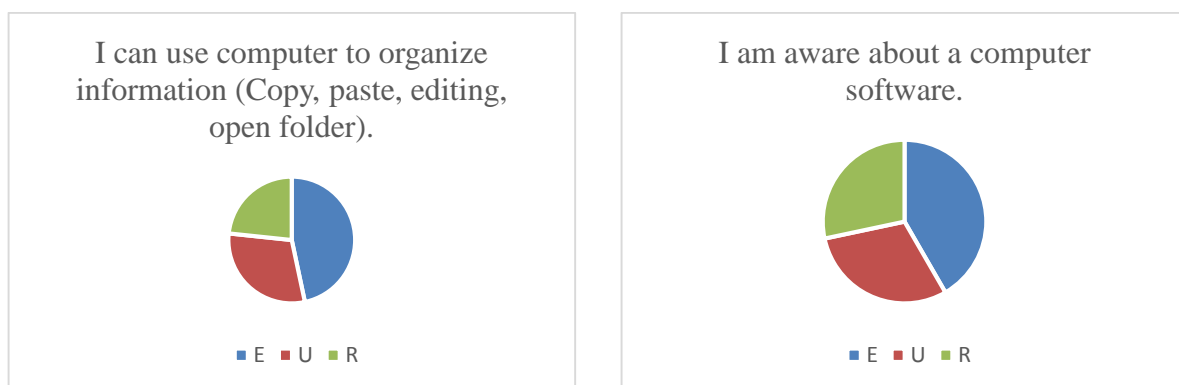 I can use computer to organize
information (Copy, paste, editing,
open folder).
E U R
I am aware about a computer
software.
E U R